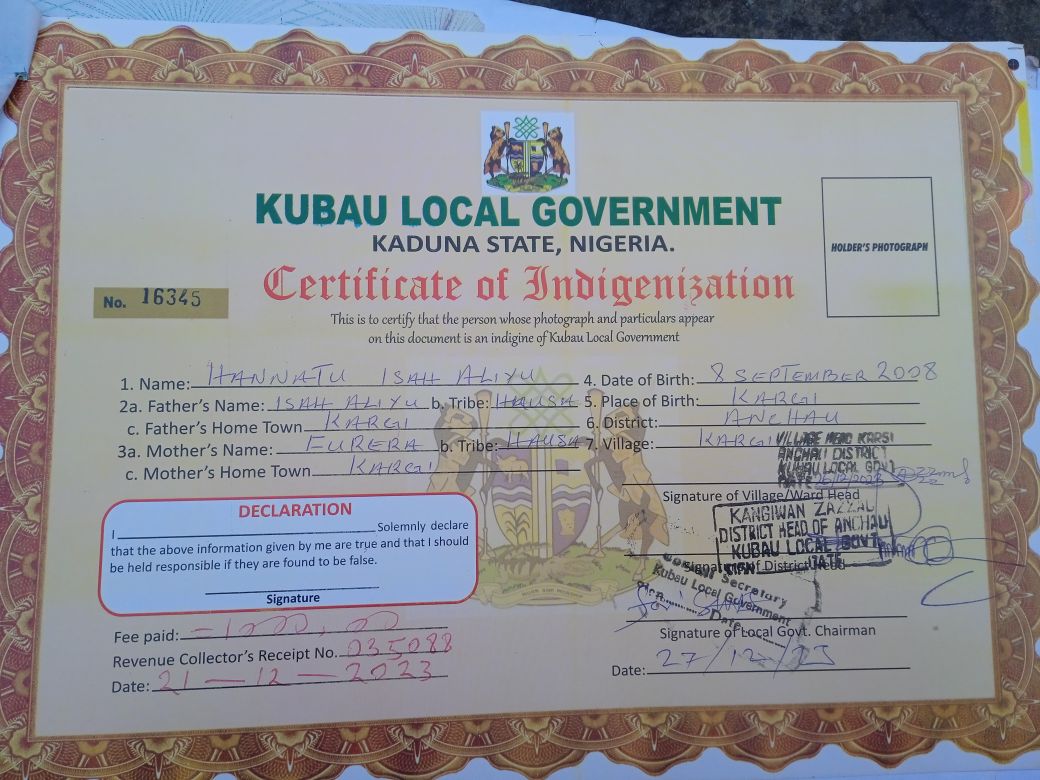 KUBAU LOCAL GOVERNMENT
KADUNA STATE, NIGERIA.
Certificate of Indigenization
HOLDER'S PHOTOGRAPH
No. 16345
This is to certify that the person whose photograph and particulars appear
on this document is an indigine of Kubau Local Government
1. Name: HANNATU ISAH ALIYU
2a. Father's Name: ISAH ALIYU b. Tribe: HAUSA
c. Father's Home Town KARGI
3a. Mother's Name: FURERA b. Tribe: HAUSA
c. Mother's Home Town KARGI
4. Date of Birth: 8 SEPTEMBER 2008
5. Place of Birth: KARGI
6. District: ANCHAU
7. Village: KARGI
VILLAGE HEAD KARGI
ANCHAU DISTRICT
KUBAU LOCAL GOVT
DATE
Signature of Village/Ward Head
KANGIWAN ZAZZAU
DISTRICT HEAD OF ANCHAU
KUBAU LOCAL GOVT.
SIGN DATE
Signature of District Head
Secretary
Kubau Local Government
Sign Date
Signature of Local Govt. Chairman
Date: 27/12/23
DECLARATION
I Solemnly declare
that the above information given by me are true and that I should
be held responsible if they are found to be false.
Signature
Fee paid: =1000.00
Revenue Collector's Receipt No. 035088
Date: 21-12-2023